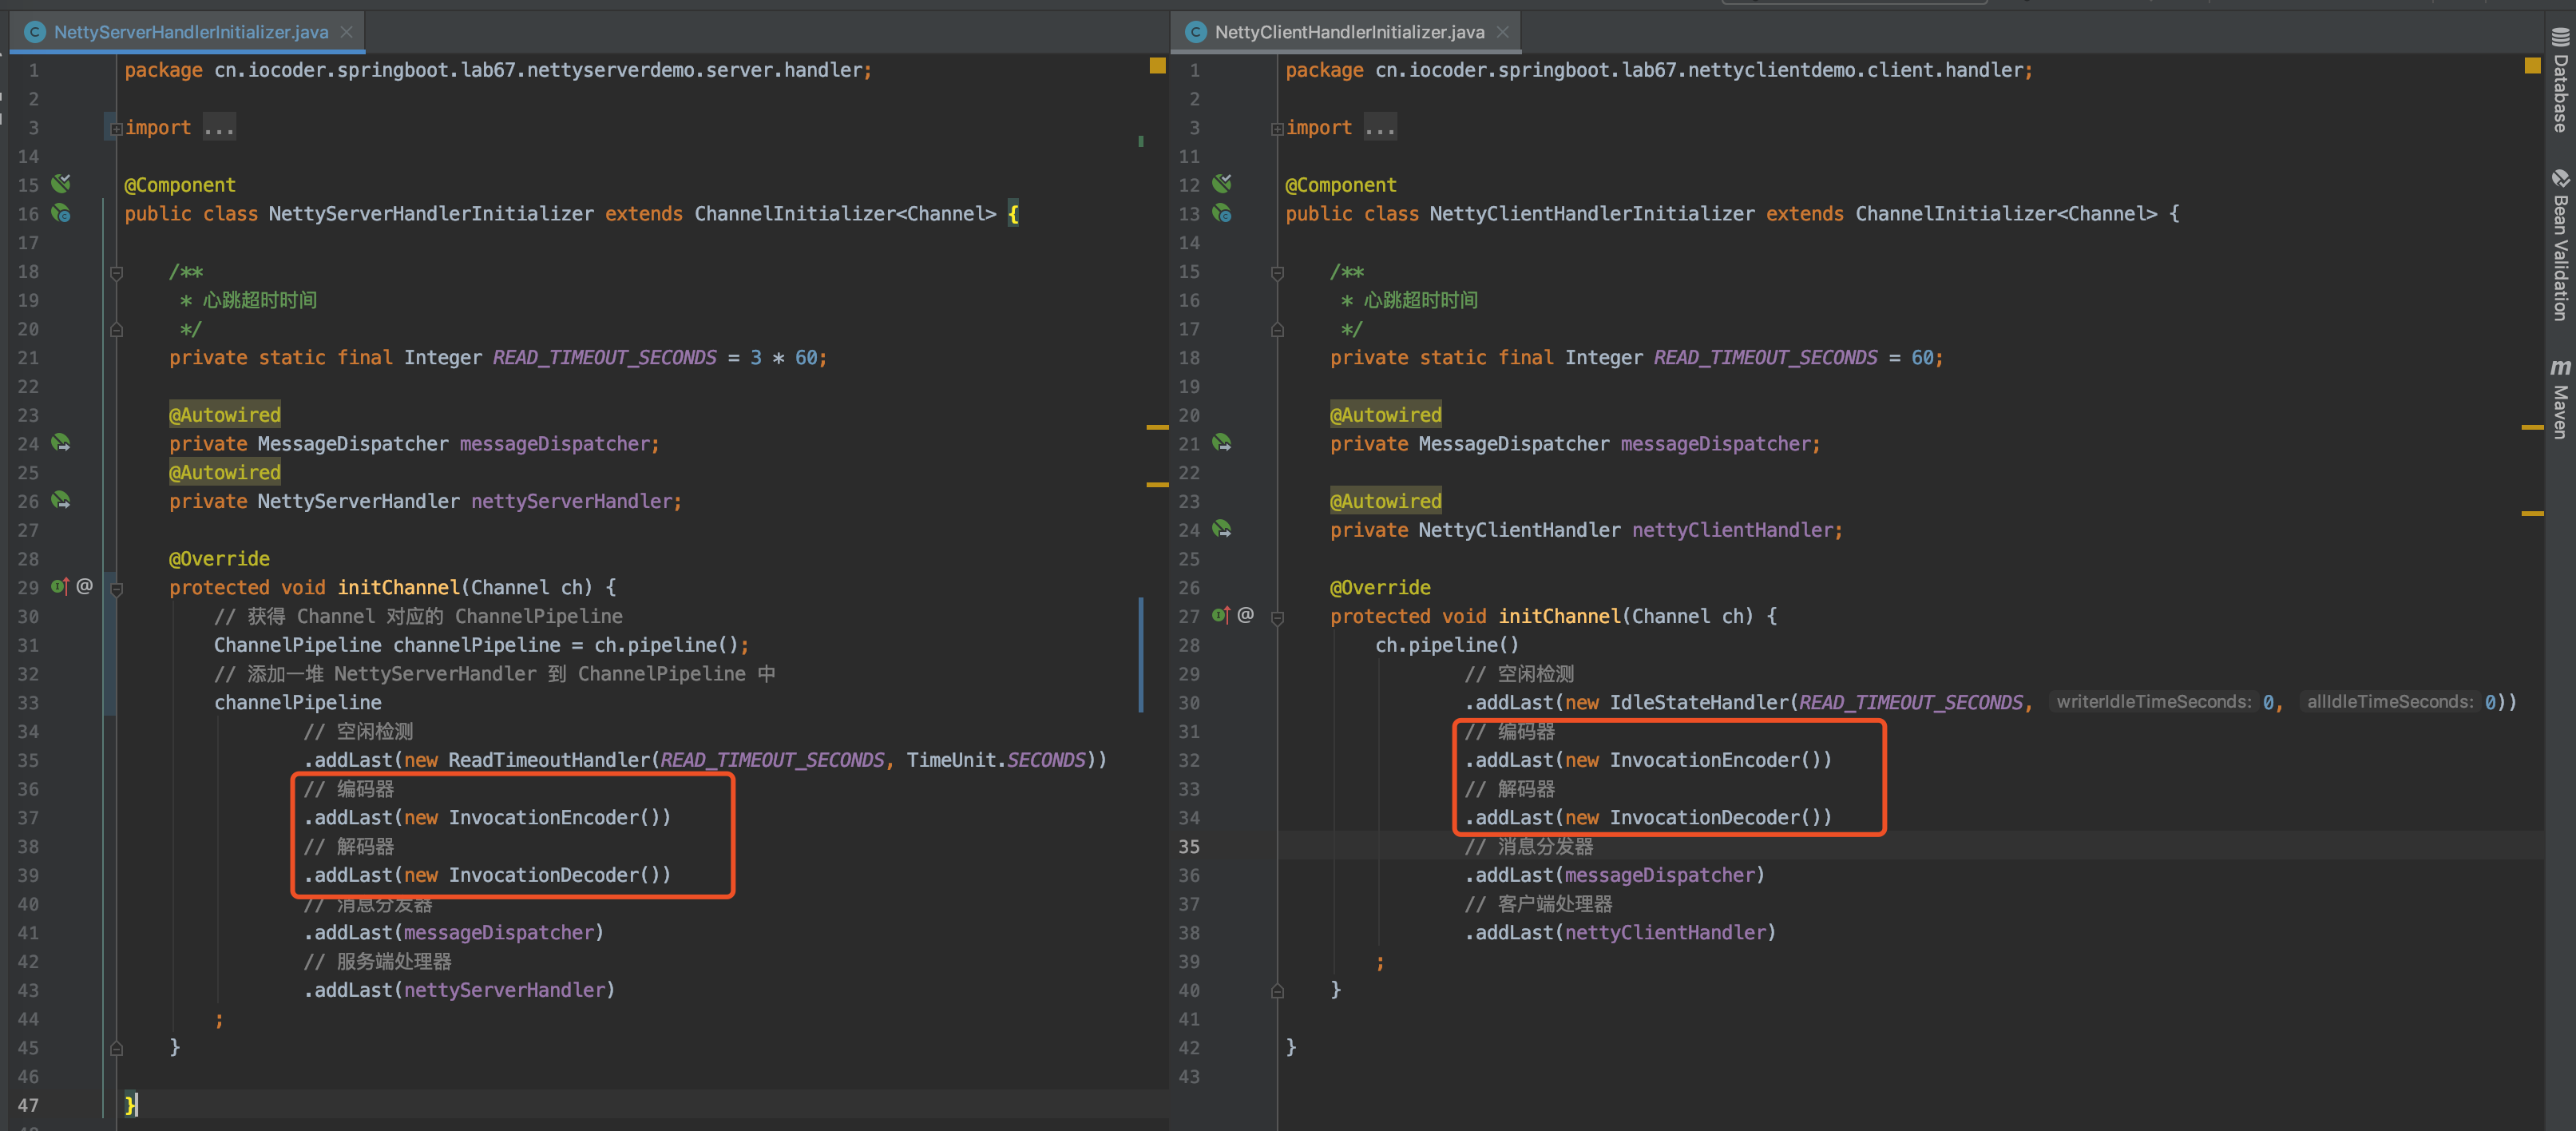 NettyServerHandlerInitializer.java
1 package cn.iocoder.springboot.lab67.nettyserverdemo.server.handler;
2
3 import ...
14
15 @Component
16 public class NettyServerHandlerInitializer extends ChannelInitializer<Channel> {
17
18 /**
19 * 心跳超时时间
20 */
21 private static final Integer READ_TIMEOUT_SECONDS = 3 * 60;
22
23 @Autowired
24 private MessageDispatcher messageDispatcher;
25 @Autowired
26 private NettyServerHandler nettyServerHandler;
27
28 @Override
29 @ protected void initChannel(Channel ch) {
30 // 获得 Channel 对应的 ChannelPipeline
31 ChannelPipeline channelPipeline = ch.pipeline();
32 // 添加一堆 NettyServerHandler 到 ChannelPipeline 中
33 channelPipeline
34 // 空闲检测
35 .addLast(new ReadTimeoutHandler(READ_TIMEOUT_SECONDS, TimeUnit.SECONDS))
36 // 编码器
37 .addLast(new InvocationEncoder())
38 // 解码器
39 .addLast(new InvocationDecoder())
40 // 消息分发器
41 .addLast(messageDispatcher)
42 // 服务端处理器
43 .addLast(nettyServerHandler)
44 ;
45 }
46
47 }
NettyClientHandlerInitializer.java
1 package cn.iocoder.springboot.lab67.nettyclientdemo.client.handler;
2
3 import ...
11
12 @Component
13 public class NettyClientHandlerInitializer extends ChannelInitializer<Channel> {
14
15 /**
16 * 心跳超时时间
17 */
18 private static final Integer READ_TIMEOUT_SECONDS = 60;
19
20 @Autowired
21 private MessageDispatcher messageDispatcher;
22
23 @Autowired
24 private NettyClientHandler nettyClientHandler;
25
26 @Override
27 @ protected void initChannel(Channel ch) {
28 ch.pipeline()
29 // 空闲检测
30 .addLast(new IdleStateHandler(READ_TIMEOUT_SECONDS, writerIdleTimeSeconds: 0, allIdleTimeSeconds: 0))
31 // 编码器
32 .addLast(new InvocationEncoder())
33 // 解码器
34 .addLast(new InvocationDecoder())
35 // 消息分发器
36 .addLast(messageDispatcher)
37 // 客户端处理器
38 .addLast(nettyClientHandler)
39 ;
40 }
41
42 }
43
Database
Bean Validation
Maven